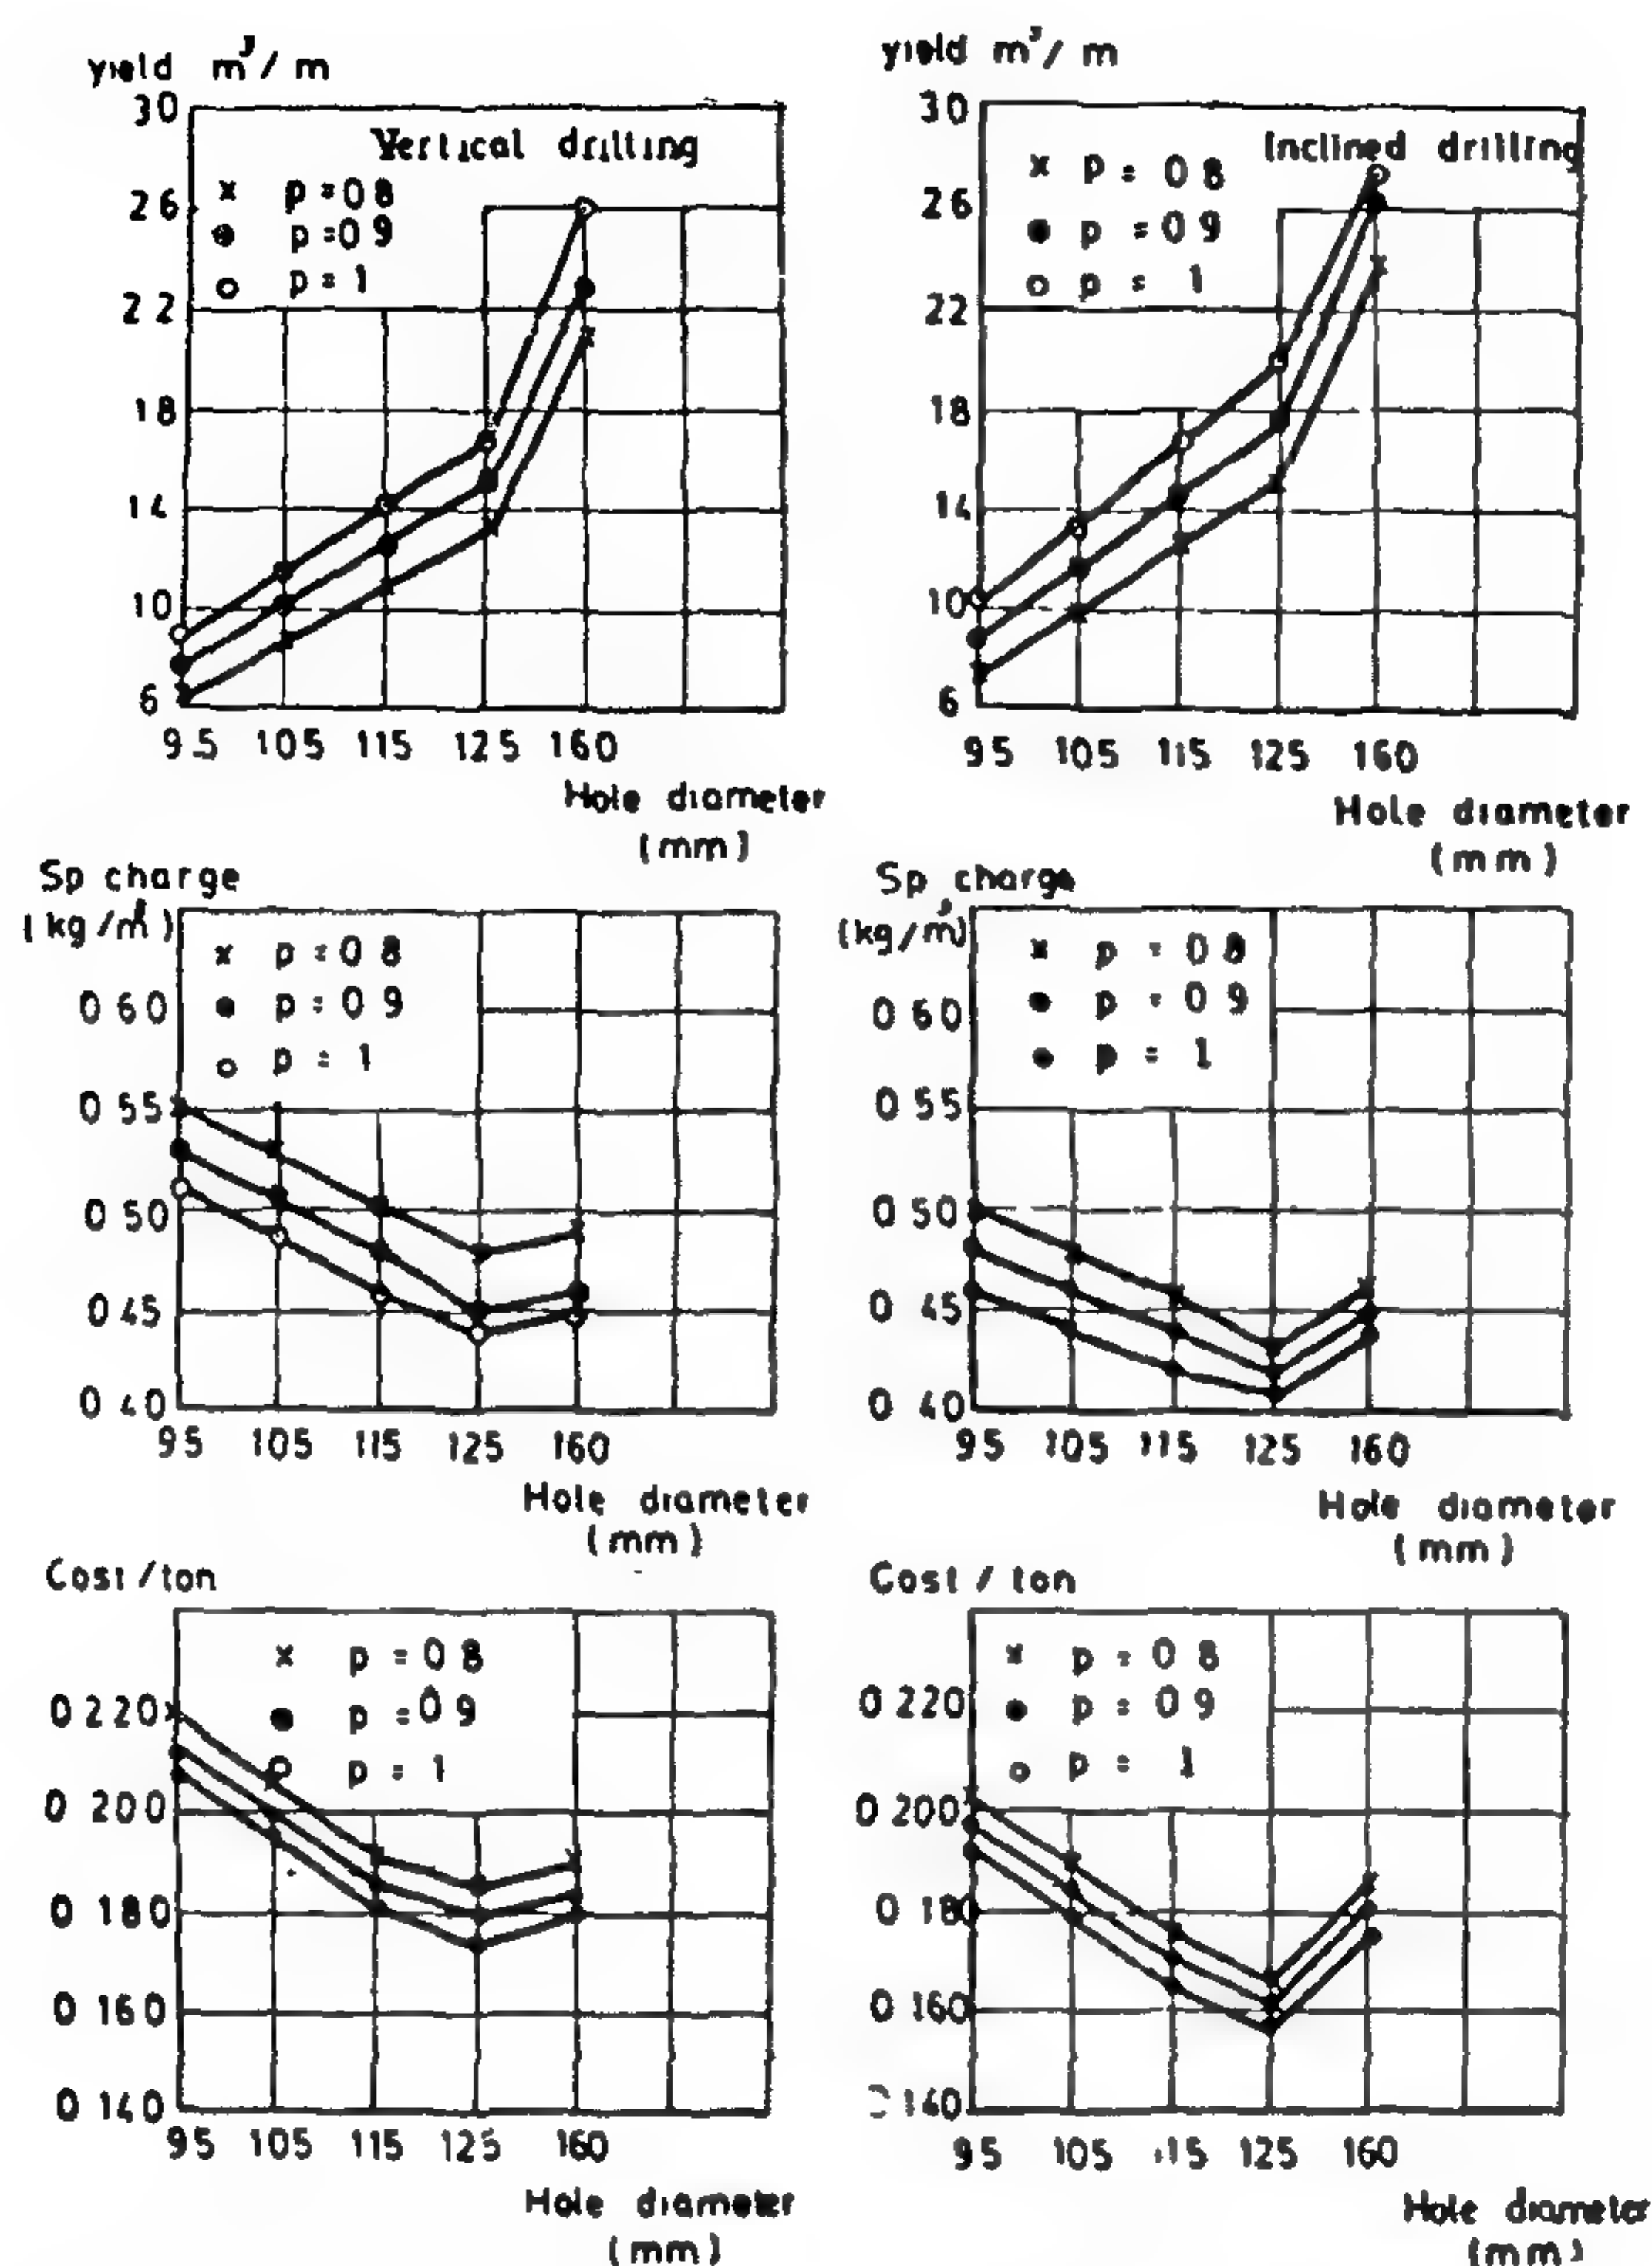 yield m³/ m
30
Vertical drilling
x p = 0 8
26
● p = 0 9
o p = 1
22
18
14
10
6
9 5 105 115 125 160
Hole diameter
(mm)
yield m³/ m
30
Inclined drilling
x p = 0 8
26
● p = 0 9
o p = 1
22
18
14
10
6
95 105 115 125 160
Hole diameter
(mm)
Sp charge
(kg/m³)
x p = 0 8
0 60
● p = 0 9
o p = 1
0 55
0 50
0 45
0 40
95 105 115 125 160
Hole diameter
(mm)
Sp charge
(kg/m³)
x p = 0 8
0 60
● p = 0 9
● p = 1
0 55
0 50
0 45
0 40
95 105 115 125 160
Hole diameter
(mm)
Cost /ton
x p = 0 8
0 220
● p = 0 9
o p = 1
0 200
0 180
0 160
0 140
95 105 115 125 160
Hole diameter
(mm)
Cost / ton
x p = 0 8
0 220
● p = 0 9
o p = 1
0 200
0 180
0 160
0 140
95 105 115 125 160
Hole diameter
(mm)